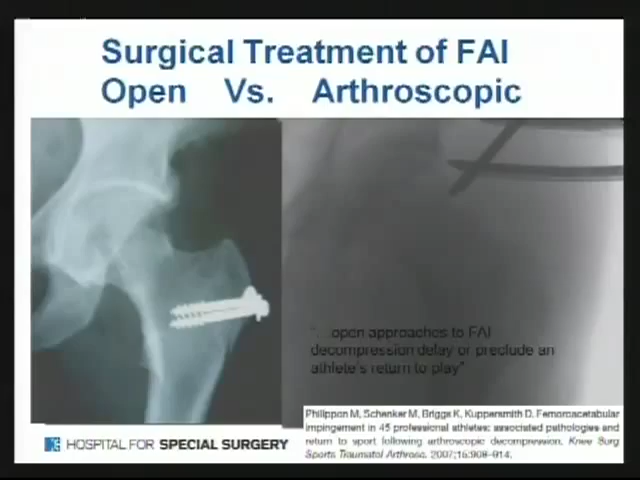 Surgical Treatment of FAI
Open Vs. Arthroscopic
"...open approaches to FAI
decompression delay or preclude an
athlete's return to play"
Philippon M, Schenker M, Briggs K, Kuppersmith D. Femoroacetabular
impingement in 45 professional athletes: associated pathologies and
return to sport following arthroscopic decompression. Knee Surg
Sports Traumatol Arthrosc. 2007;15:908–914.
HOSPITAL FOR SPECIAL SURGERY